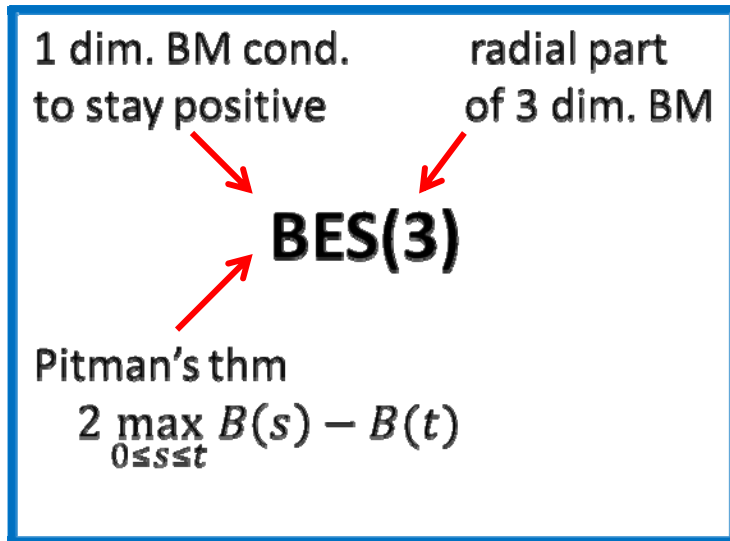 1 dim. BM cond.
to stay positive
radial part
of 3 dim. BM
BES(3)
Pitman's thm
2 max B(s) − B(t)
0≤s≤t